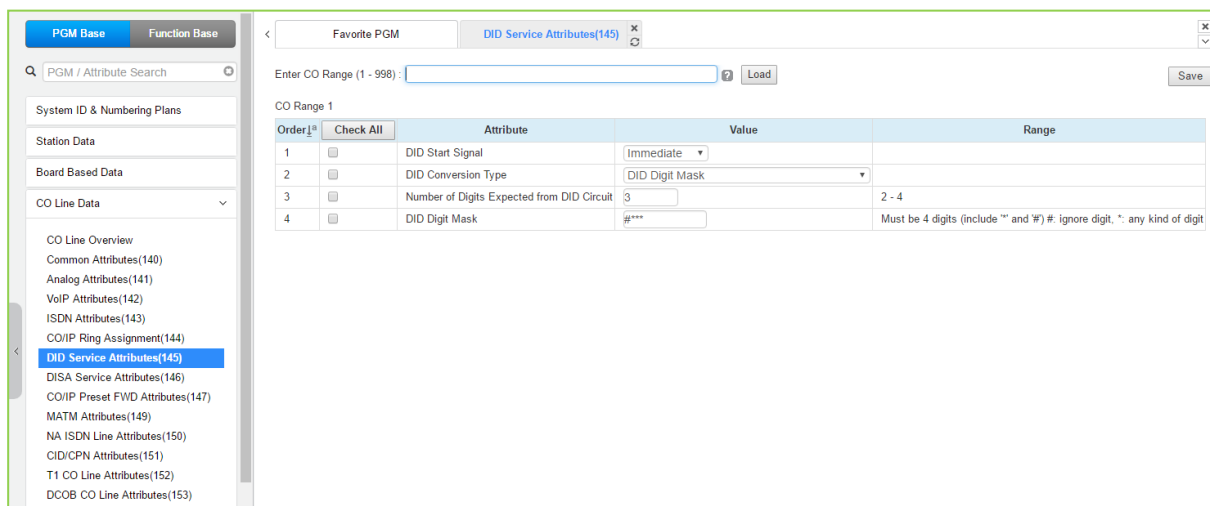 PGM Base Function Base
PGM / Attribute Search
System ID & Numbering Plans
Station Data
Board Based Data
CO Line Data
CO Line Overview
Common Attributes(140)
Analog Attributes(141)
VoIP Attributes(142)
ISDN Attributes(143)
CO/IP Ring Assignment(144)
DID Service Attributes(145)
DISA Service Attributes(146)
CO/IP Preset FWD Attributes(147)
MATM Attributes(149)
NA ISDN Line Attributes(150)
CID/CPN Attributes(151)
T1 CO Line Attributes(152)
DCOB CO Line Attributes(153)
Favorite PGM DID Service Attributes(145)
Enter CO Range (1 - 998) : Load Save
CO Range 1
Order Check All Attribute Value Range
1 DID Start Signal Immediate
2 DID Conversion Type DID Digit Mask
3 Number of Digits Expected from DID Circuit 3 2 - 4
4 DID Digit Mask #*** Must be 4 digits (include '*' and '#') #: ignore digit, *: any kind of digit